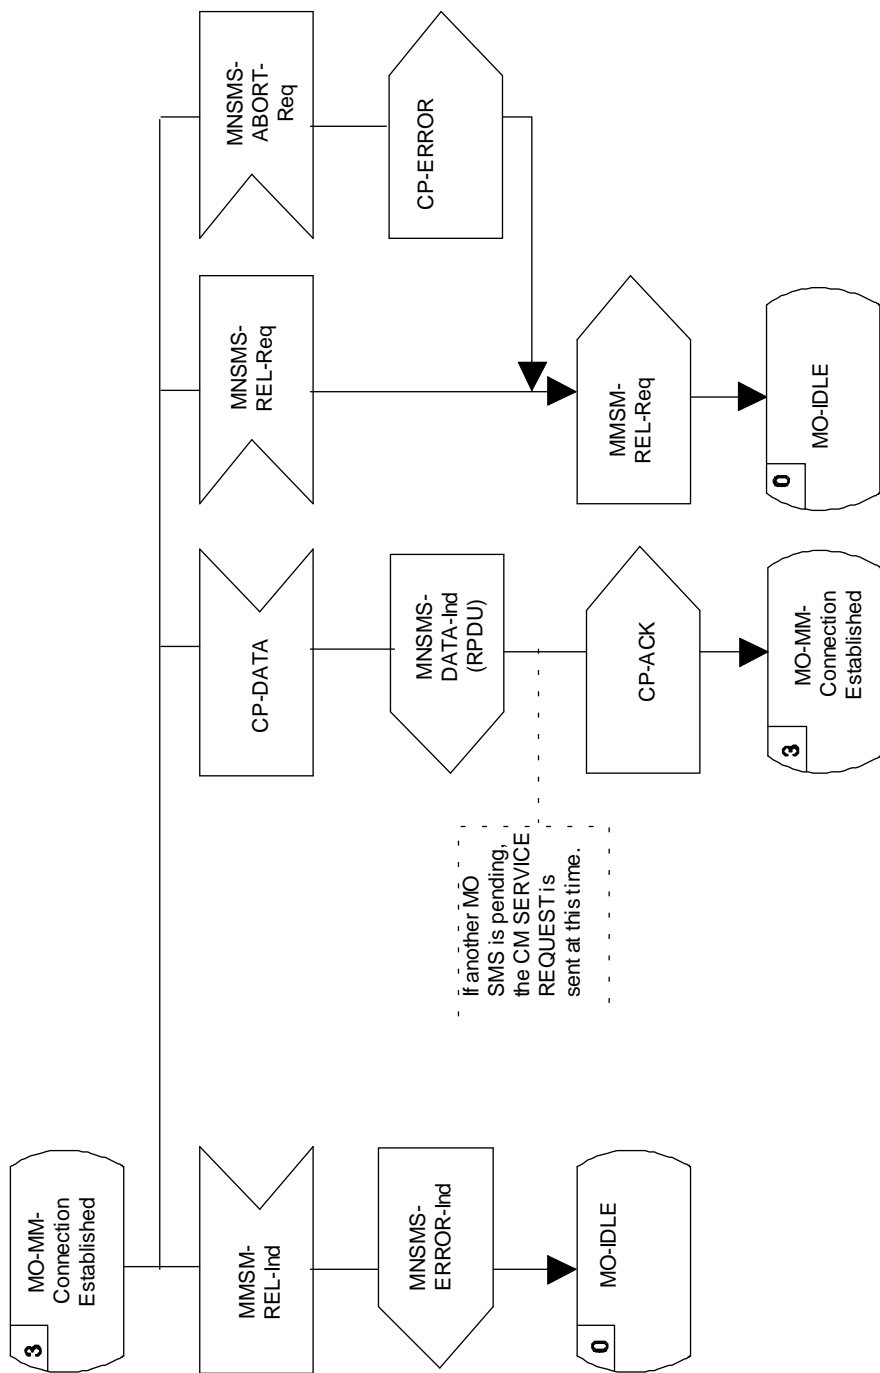 3
MO-MM-
Connection
Established
MMSM-
REL-Ind
MNSMS-
ERROR-Ind
0
MO-IDLE
CP-DATA
MNSMS-
DATA-Ind
(RPDU)
If another MO
SMS is pending,
the CM SERVICE
REQUEST is
sent at this time.
CP-ACK
3
MO-MM-
Connection
Established
MNSMS-
REL-Req
MNSMS-
ABORT-
Req
CP-ERROR
MMSM-
REL-Req
0
MO-IDLE